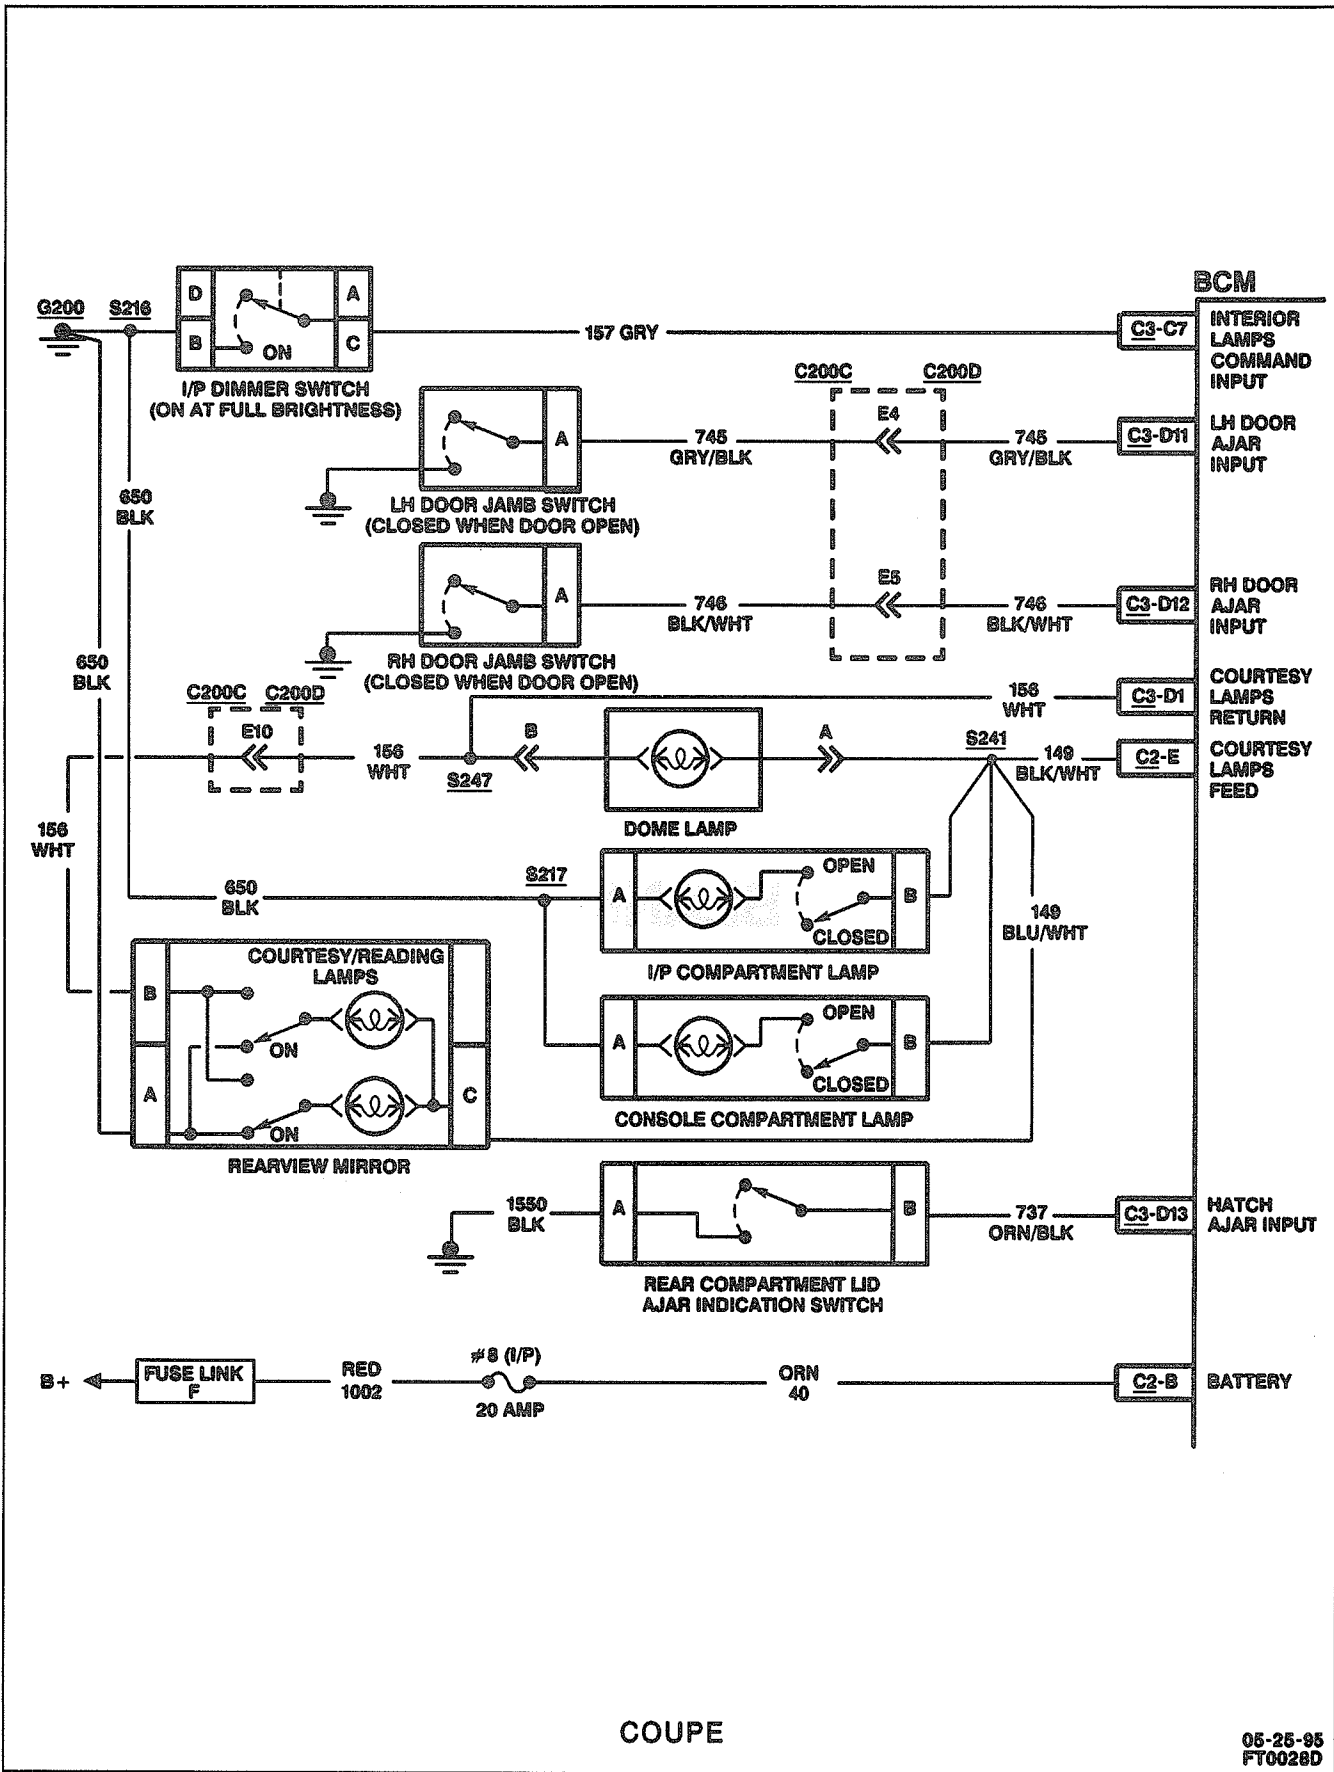 BCM
G200
S216
D
A
B
C
ON
157 GRY
C3-C7
INTERIOR
LAMPS
COMMAND
INPUT
I/P DIMMER SWITCH
(ON AT FULL BRIGHTNESS)
C200C
C200D
E4
A
745
GRY/BLK
745
GRY/BLK
C3-D11
LH DOOR
AJAR
INPUT
LH DOOR JAMB SWITCH
(CLOSED WHEN DOOR OPEN)
650
BLK
A
746
BLK/WHT
E5
746
BLK/WHT
C3-D12
RH DOOR
AJAR
INPUT
RH DOOR JAMB SWITCH
(CLOSED WHEN DOOR OPEN)
650
BLK
C200C
C200D
E10
156
WHT
C3-D1
COURTESY
LAMPS
RETURN
156
WHT
S247
B
A
S241
149
BLK/WHT
C2-E
COURTESY
LAMPS
FEED
DOME LAMP
156
WHT
650
BLK
S217
A
OPEN
CLOSED
B
I/P COMPARTMENT LAMP
149
BLU/WHT
COURTESY/READING
LAMPS
B
ON
A
ON
C
REARVIEW MIRROR
A
OPEN
CLOSED
B
CONSOLE COMPARTMENT LAMP
1550
BLK
A
B
737
ORN/BLK
C3-D13
HATCH
AJAR INPUT
REAR COMPARTMENT LID
AJAR INDICATION SWITCH
B+
FUSE LINK
F
RED
1002
#8 (I/P)
20 AMP
ORN
40
C2-B
BATTERY
COUPE
05-25-95
FT0028D